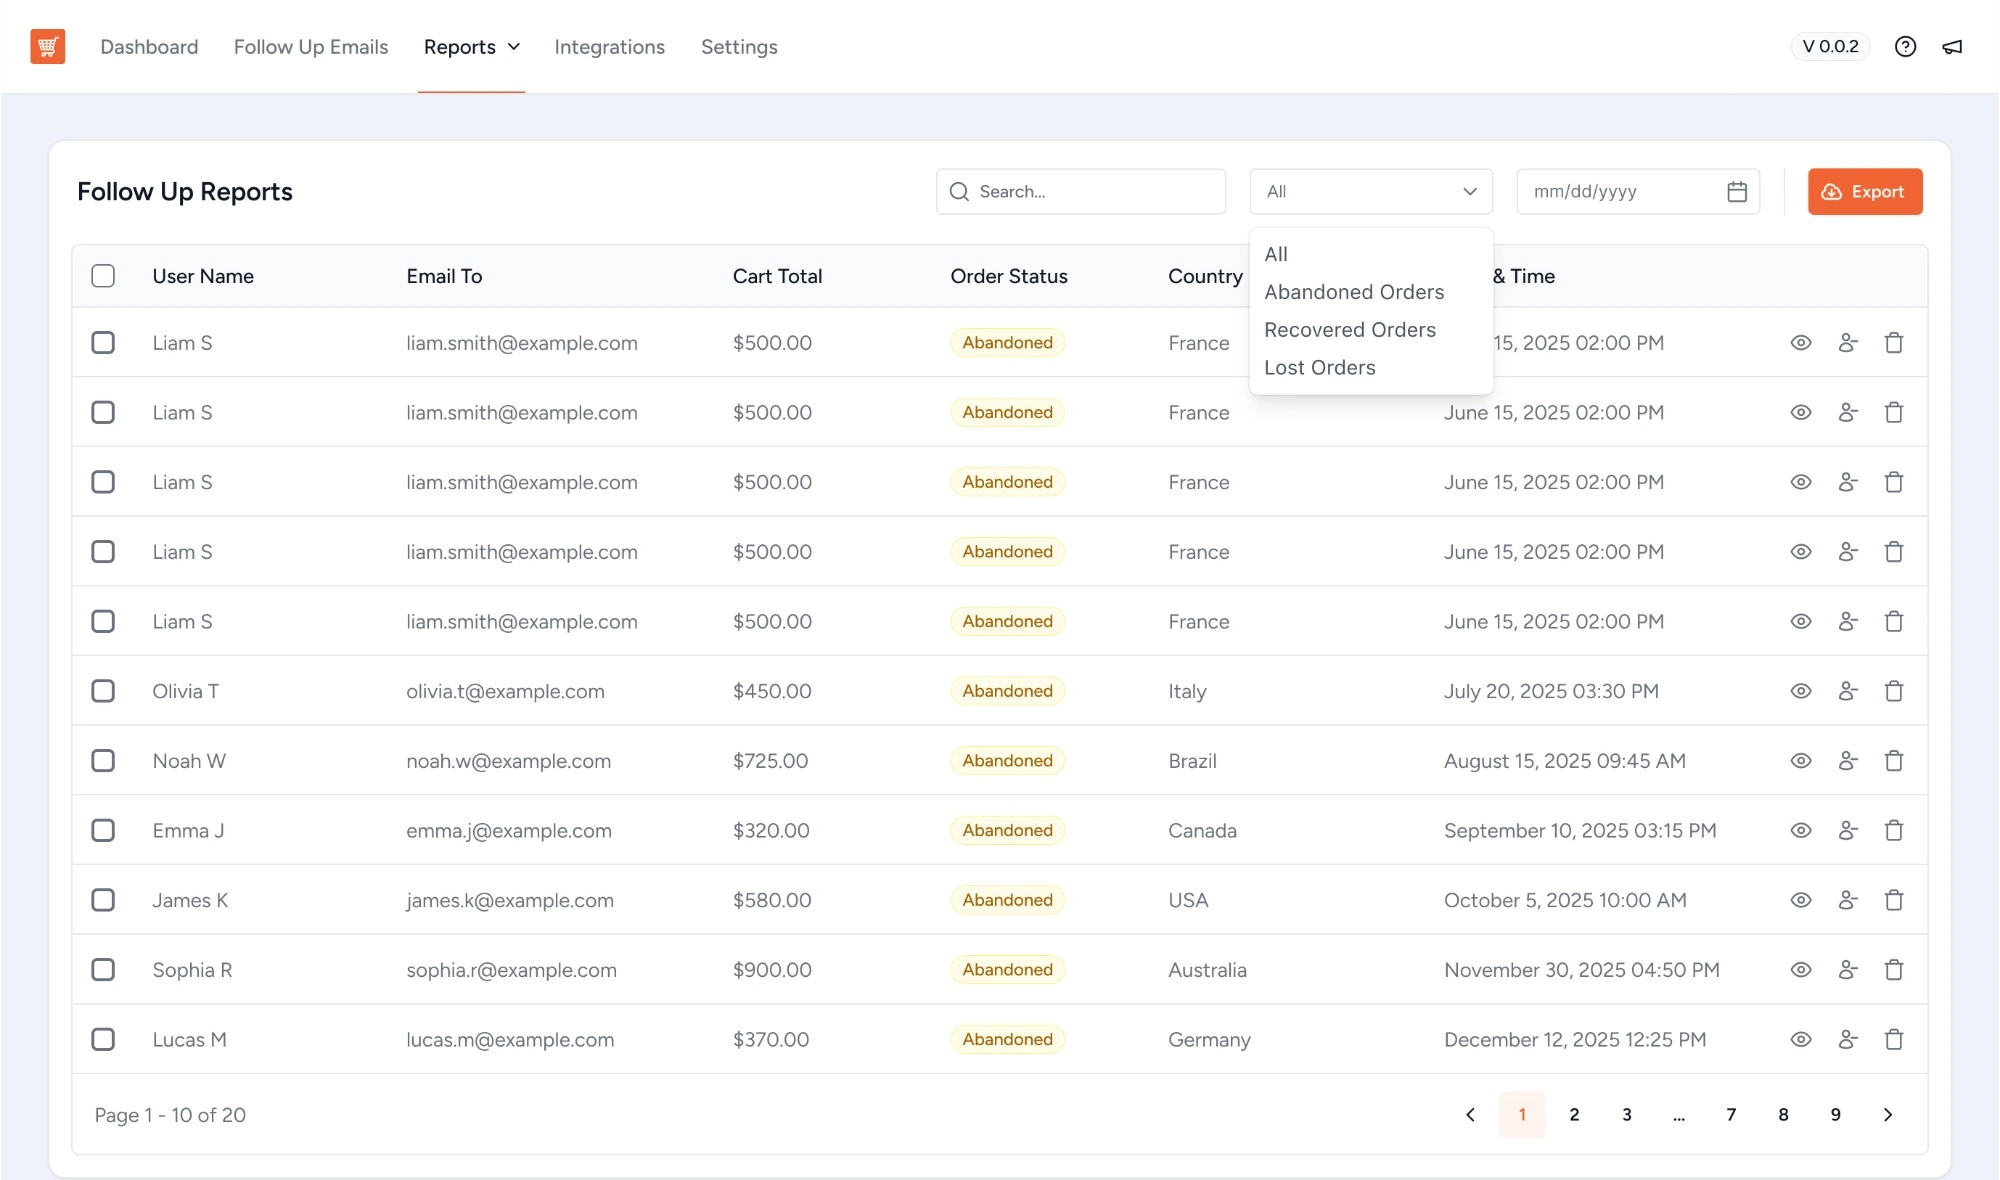 Dashboard Follow Up Emails Reports Integrations Settings V 0.0.2
Follow Up Reports Search... All mm/dd/yyyy Export
All
Abandoned Orders
Recovered Orders
Lost Orders
User Name Email To Cart Total Order Status Country & Time
Liam S liam.smith@example.com $500.00 Abandoned France 15, 2025 02:00 PM
Liam S liam.smith@example.com $500.00 Abandoned France June 15, 2025 02:00 PM
Liam S liam.smith@example.com $500.00 Abandoned France June 15, 2025 02:00 PM
Liam S liam.smith@example.com $500.00 Abandoned France June 15, 2025 02:00 PM
Liam S liam.smith@example.com $500.00 Abandoned France June 15, 2025 02:00 PM
Olivia T olivia.t@example.com $450.00 Abandoned Italy July 20, 2025 03:30 PM
Noah W noah.w@example.com $725.00 Abandoned Brazil August 15, 2025 09:45 AM
Emma J emma.j@example.com $320.00 Abandoned Canada September 10, 2025 03:15 PM
James K james.k@example.com $580.00 Abandoned USA October 5, 2025 10:00 AM
Sophia R sophia.r@example.com $900.00 Abandoned Australia November 30, 2025 04:50 PM
Lucas M lucas.m@example.com $370.00 Abandoned Germany December 12, 2025 12:25 PM
Page 1 - 10 of 20 1 2 3 ... 7 8 9